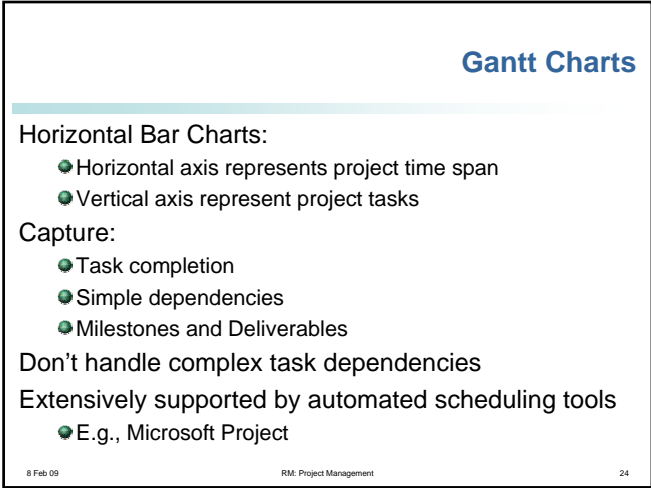 Gantt Charts
Horizontal Bar Charts:
Horizontal axis represents project time span
Vertical axis represent project tasks
Capture:
Task completion
Simple dependencies
Milestones and Deliverables
Don't handle complex task dependencies
Extensively supported by automated scheduling tools
E.g., Microsoft Project
8 Feb 09 RM: Project Management 24